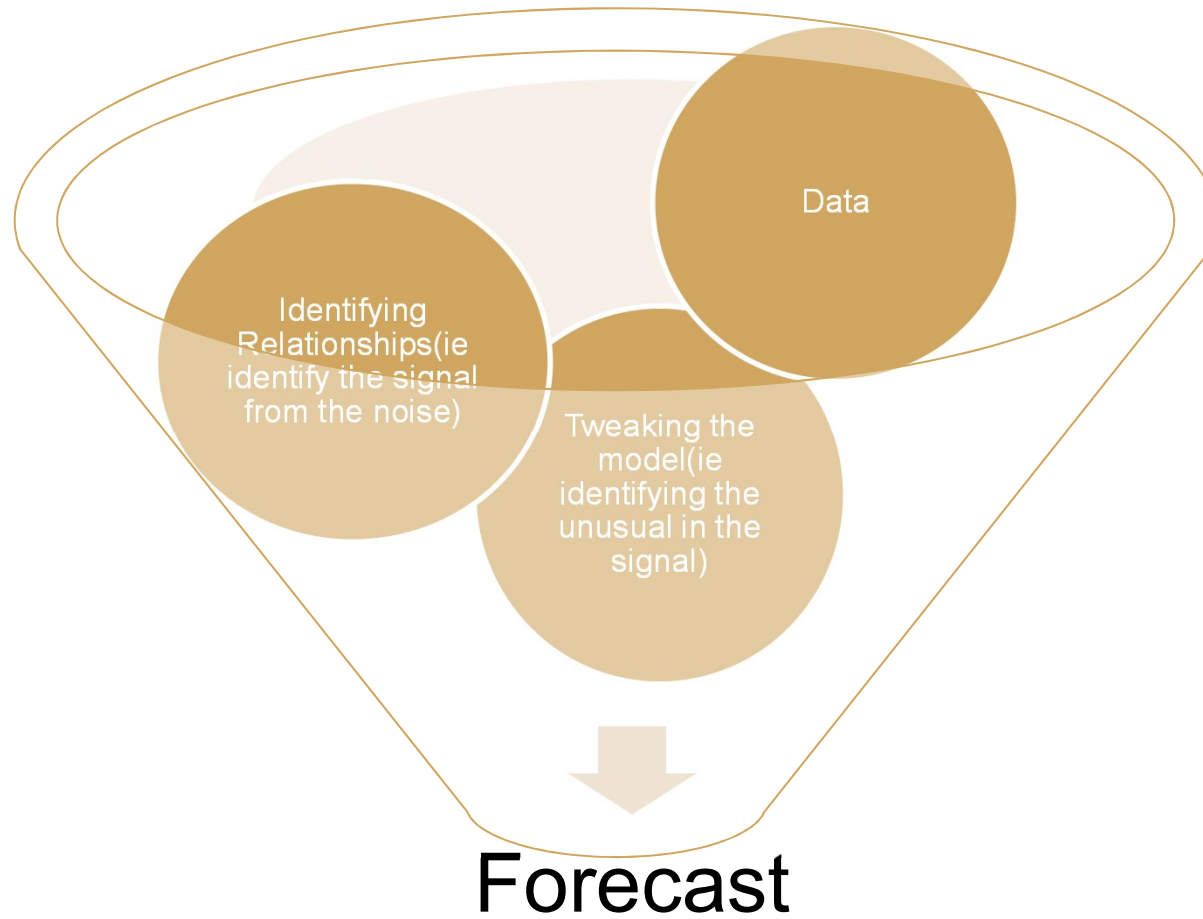 Data
Identifying
Relationships(ie
identify the signal
from the noise)
Tweaking the
model(ie
identifying the
unusual in the
signal)
Forecast